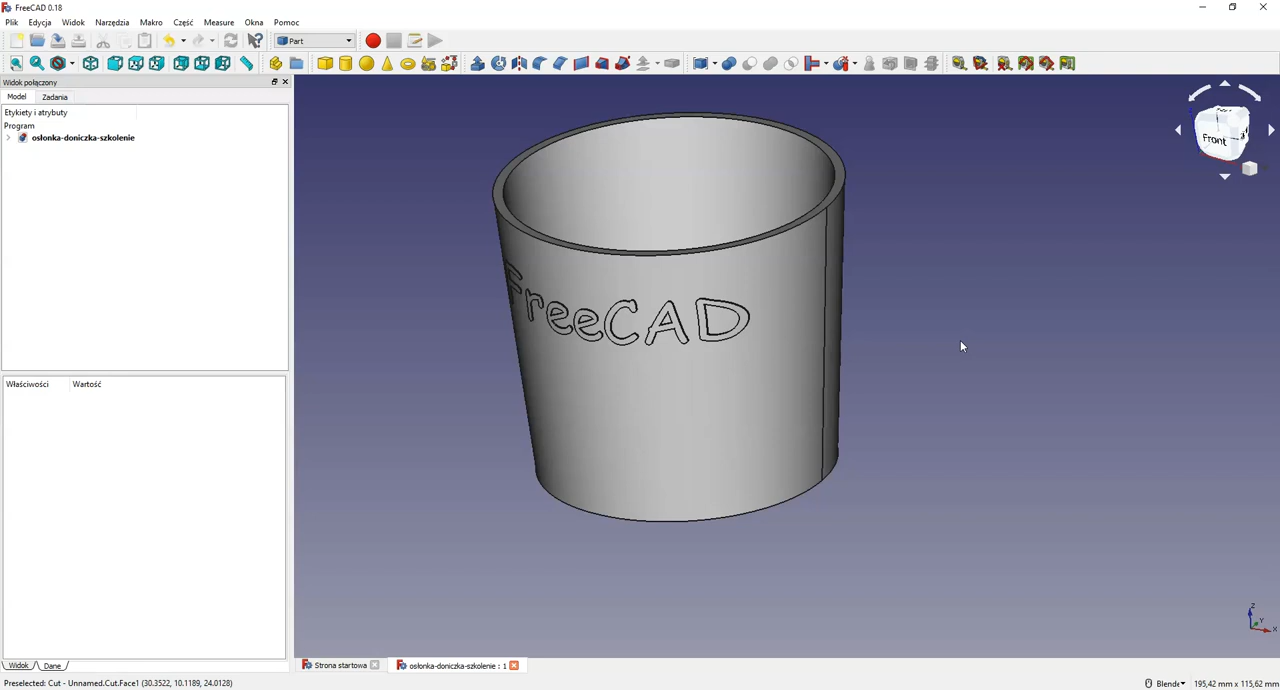 FreeCAD 0.18
Plik Edycja Widok Narzędzia Makro Część Measure Okna Pomoc
Part
Widok połączony
Model Zadania
Etykiety i atrybuty
Program
osłonka-doniczka-szkolenie
Front
FreeCAD
Właściwości Wartość
Z
Y
X
Widok Dane
Strona startowa osłonka-doniczka-szkolenie : 1
Preselected: Cut - Unnamed.Cut.Face1 (30.3522, 10.1189, 24.0128) Blender 195,42 mm x 115,62 mm